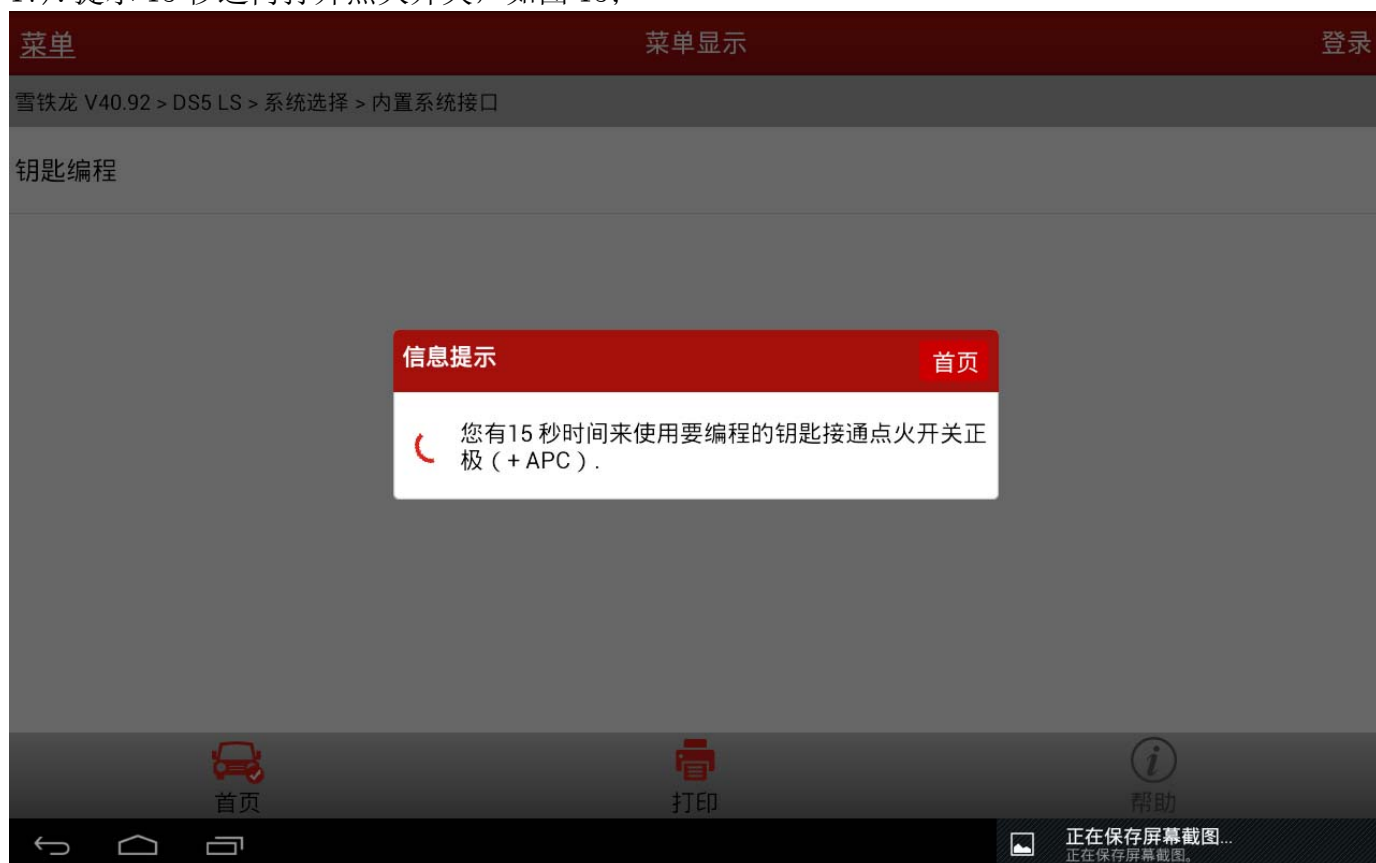 菜单
菜单显示
登录
雪铁龙 V40.92 > DS5 LS > 系统选择 > 内置系统接口
钥匙编程
信息提示
首页
您有15 秒时间来使用要编程的钥匙接通点火开关正
极（+ APC）.
首页
打印
帮助
正在保存屏幕截图...
正在保存屏幕截图。